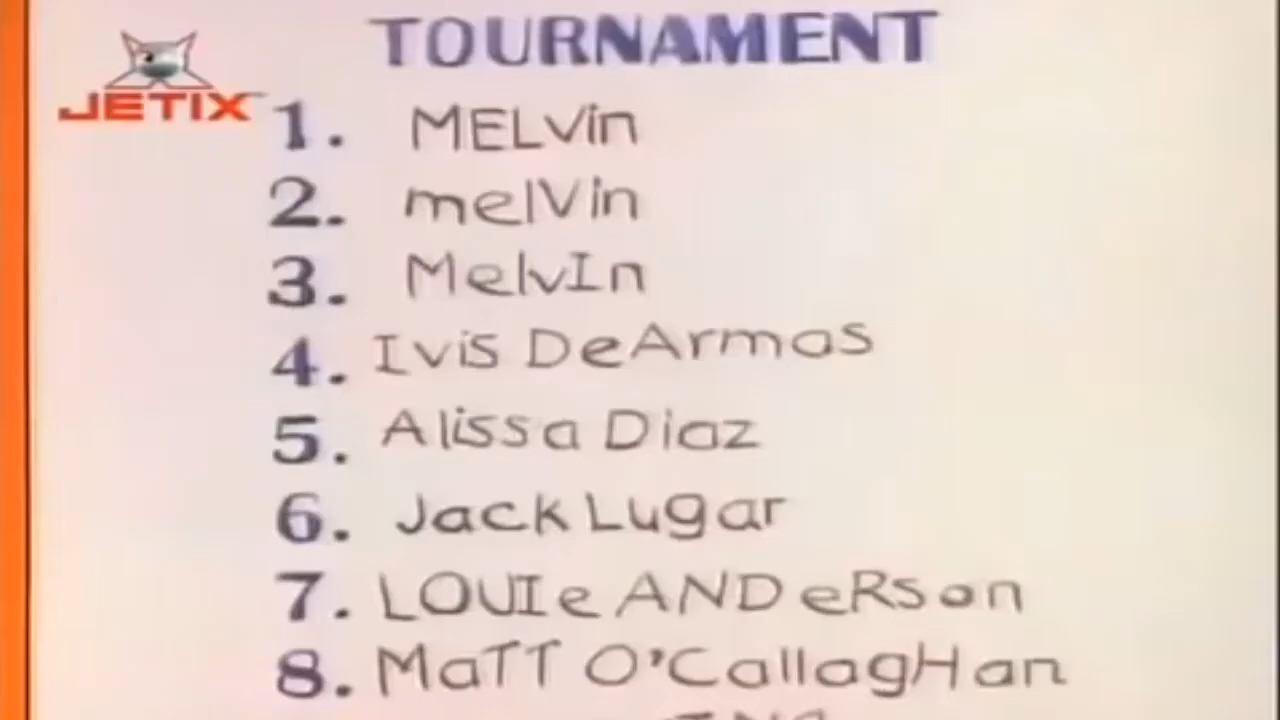 TOURNAMENT
JETIX
1. MELVin
2. melVin
3. MelvIn
4. Ivis DeArmas
5. Alissa Diaz
6. Jack Lugar
7. LOUIe ANDeRson
8. MaTT O'CallagHan